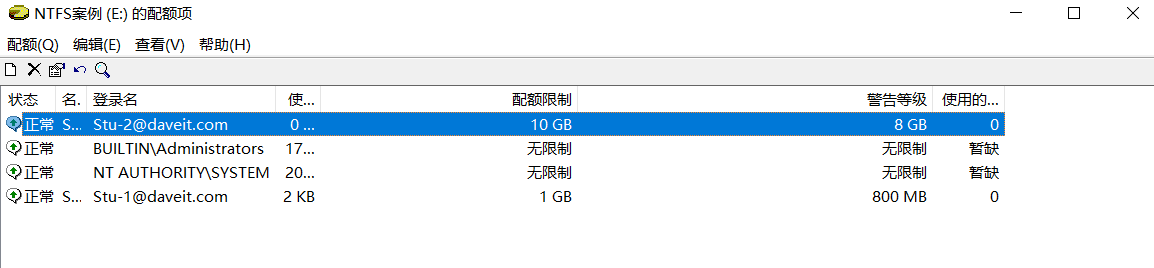 NTFS案例 (E:) 的配额项
配额(Q) 编辑(E) 查看(V) 帮助(H)
状态 名. 登录名 使... 配额限制 警告等级 使用的...
正常 S... Stu-2@daveit.com 0 ... 10 GB 8 GB 0
正常 BUILTIN\Administrators 17... 无限制 无限制 暂缺
正常 NT AUTHORITY\SYSTEM 20... 无限制 无限制 暂缺
正常 S... Stu-1@daveit.com 2 KB 1 GB 800 MB 0